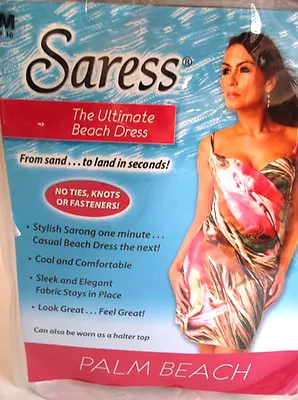 M
Saress®
The Ultimate
Beach Dress
From sand . . . to land in seconds!
NO TIES, KNOTS
OR FASTENERS!
• Stylish Sarong one minute . . .
Casual Beach Dress the next!
• Cool and Comfortable
• Sleek and Elegant
Fabric Stays in Place
• Look Great . . . Feel Great!
Can also be worn as a halter top
PALM BEACH